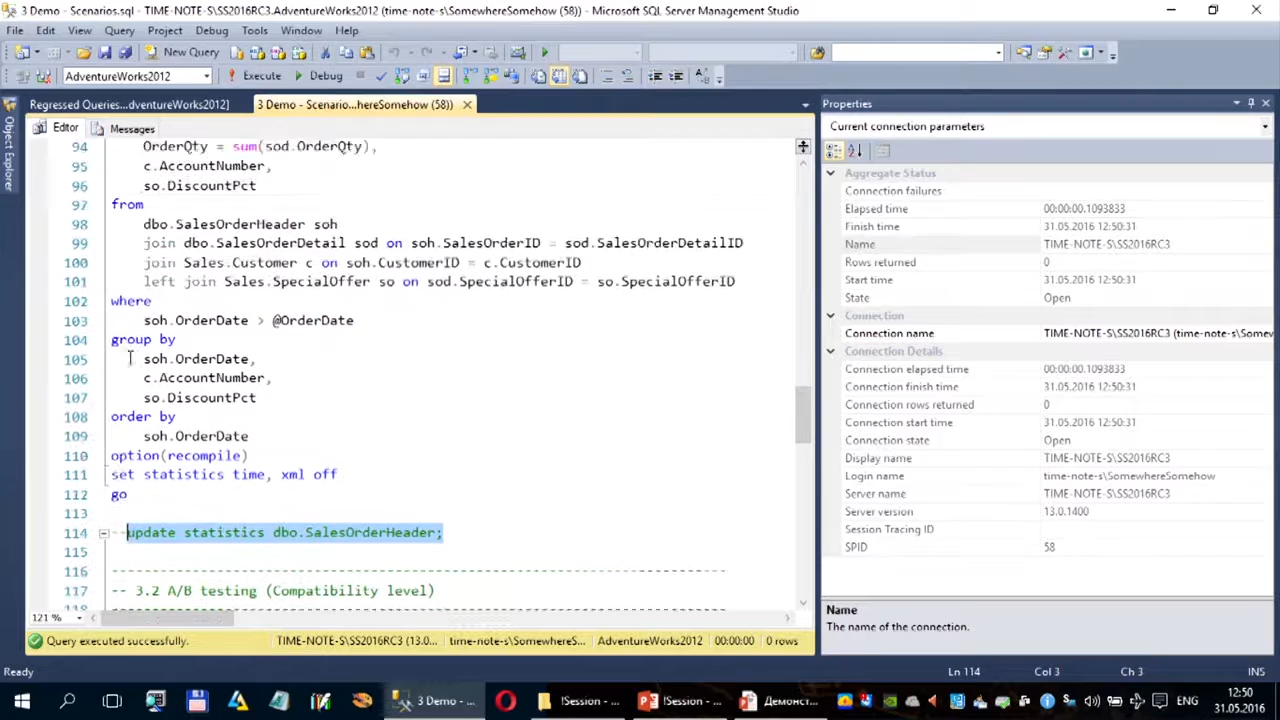 3 Demo - Scenarios.sql - TIME-NOTE-S\SS2016RC3.AdventureWorks2012 (time-note-s\SomewhereSomehow (58)) - Microsoft SQL Server Management Studio
File Edit View Query Project Debug Tools Window Help
New Query
AdventureWorks2012 Execute Debug
Object Explorer
Regressed Queries...dventureWorks2012] 3 Demo - Scenario...hereSomehow (58))
Editor Messages
94 OrderQty = sum(sod.OrderQty),
95 c.AccountNumber,
96 so.DiscountPct
97 from
98 dbo.SalesOrderHeader soh
99 join dbo.SalesOrderDetail sod on soh.SalesOrderID = sod.SalesOrderDetailID
100 join Sales.Customer c on soh.CustomerID = c.CustomerID
101 left join Sales.SpecialOffer so on sod.SpecialOfferID = so.SpecialOfferID
102 where
103 soh.OrderDate > @OrderDate
104 group by
105 soh.OrderDate,
106 c.AccountNumber,
107 so.DiscountPct
108 order by
109 soh.OrderDate
110 option(recompile)
111 set statistics time, xml off
112 go
113
114 --update statistics dbo.SalesOrderHeader;
115
116 ----------------------------------------------------------------------------
117 -- 3.2 A/B testing (Compatibility level)
118
121 %
Query executed successfully. TIME-NOTE-S\SS2016RC3 (13.0... time-note-s\SomewhereS... AdventureWorks2012 00:00:00 0 rows
Properties
Current connection parameters
Aggregate Status
Connection failures
Elapsed time 00:00:00.1093833
Finish time 31.05.2016 12:50:31
Name TIME-NOTE-S\SS2016RC3
Rows returned 0
Start time 31.05.2016 12:50:31
State Open
Connection
Connection name TIME-NOTE-S\SS2016RC3 (time-note-s\Somew
Connection Details
Connection elapsed time 00:00:00.1093833
Connection finish time 31.05.2016 12:50:31
Connection rows returned 0
Connection start time 31.05.2016 12:50:31
Connection state Open
Display name TIME-NOTE-S\SS2016RC3
Login name time-note-s\SomewhereSomehow
Server name TIME-NOTE-S\SS2016RC3
Server version 13.0.1400
Session Tracing ID
SPID 58
Name
The name of the connection.
Ready Ln 114 Col 3 Ch 3 INS
3 Demo - ... !Session - ... !Session - ... Демонст... ENG 12:50
31.05.2016